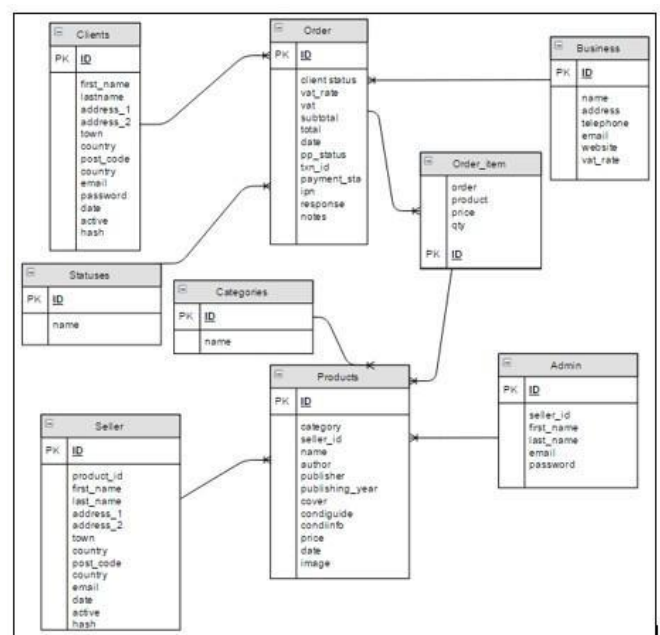 Clients
PK ID
first_name
lastname
address_1
address_2
town
country
post_code
country
email
password
date
active
hash
Order
PK ID
client status
vat_rate
vat
subtotal
total
date
pp_status
txn_id
payment_sta
ipn
response
notes
Business
PK ID
name
address
telephone
email
website
vat_rate
Order_item
order
product
price
qty
PK ID
Statuses
PK ID
name
Categories
PK ID
name
Products
PK ID
category
seller_id
name
author
publisher
publishing_year
cover
condiguide
condiinfo
price
date
image
Admin
PK ID
seller_id
first_name
last_name
email
password
Seller
PK ID
product_id
first_name
last_name
address_1
address_2
town
country
post_code
country
email
date
active
hash